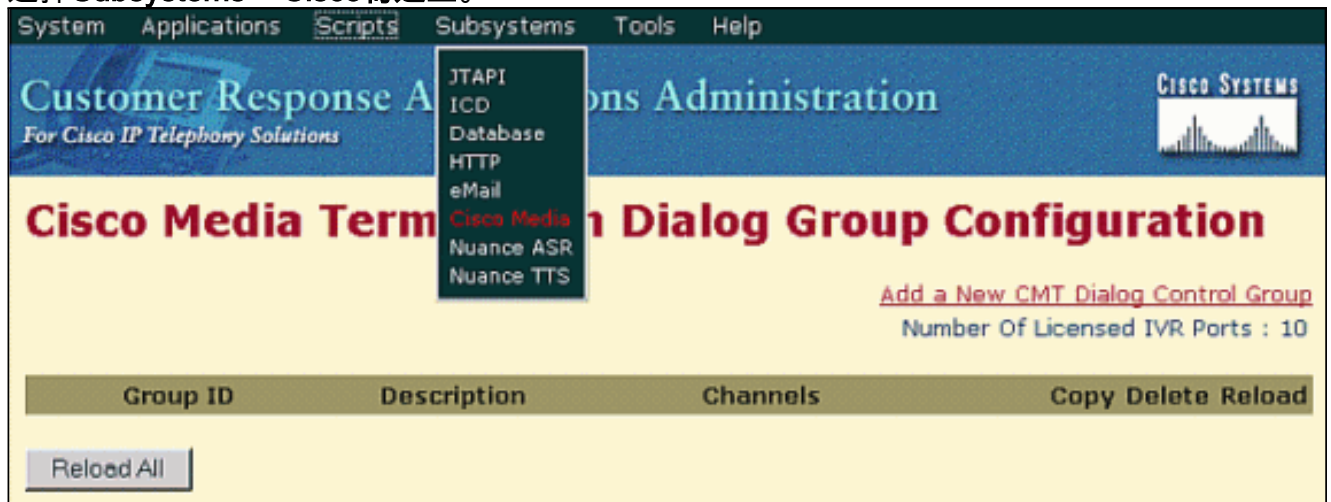 System Applications Scripts Subsystems Tools Help
Customer Response A ons Administration
For Cisco IP Telephony Solutions
CISCO SYSTEMS
JTAPI
ICD
Database
HTTP
eMail
Cisco Media
Nuance ASR
Nuance TTS
Cisco Media Term n Dialog Group Configuration
Add a New CMT Dialog Control Group
Number Of Licensed IVR Ports : 10
Group ID Description Channels Copy Delete Reload
Reload All